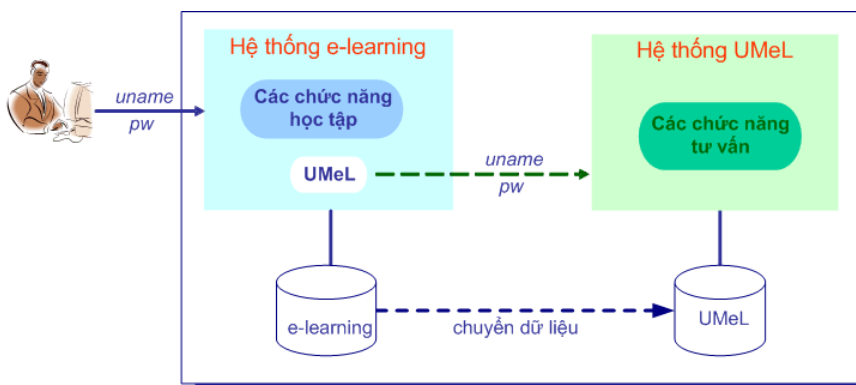 Hệ thống e-learning
Hệ thống UMeL
uname
pw
Các chức năng
học tập
UMeL
uname
pw
Các chức năng
tư vấn
e-learning
chuyển dữ liệu
UMeL